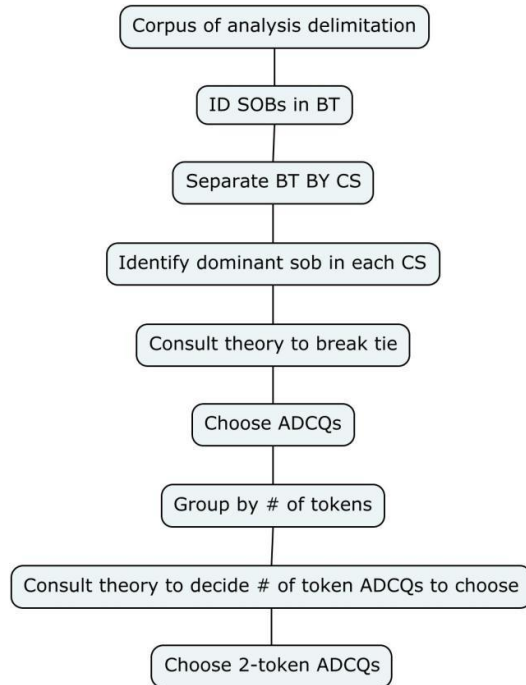 Corpus of analysis delimitation
ID SOBs in BT
Separate BT BY CS
Identify dominant sob in each CS
Consult theory to break tie
Choose ADCQs
Group by # of tokens
Consult theory to decide # of token ADCQs to choose
Choose 2-token ADCQs